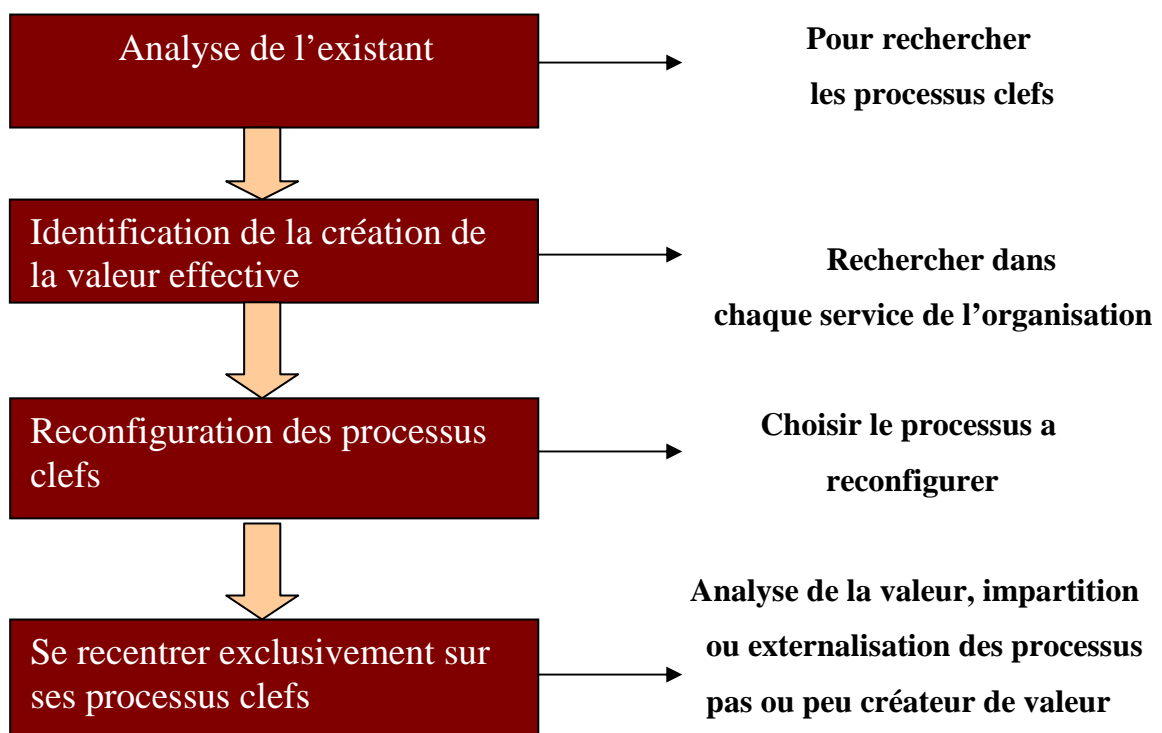 Analyse de l’existant
Pour rechercher
les processus clefs
Identification de la création de
la valeur effective
Rechercher dans
chaque service de l’organisation
Reconfiguration des processus
clefs
Choisir le processus a
reconfigurer
Se recentrer exclusivement sur
ses processus clefs
Analyse de la valeur, impartition
ou externalisation des processus
pas ou peu créateur de valeur